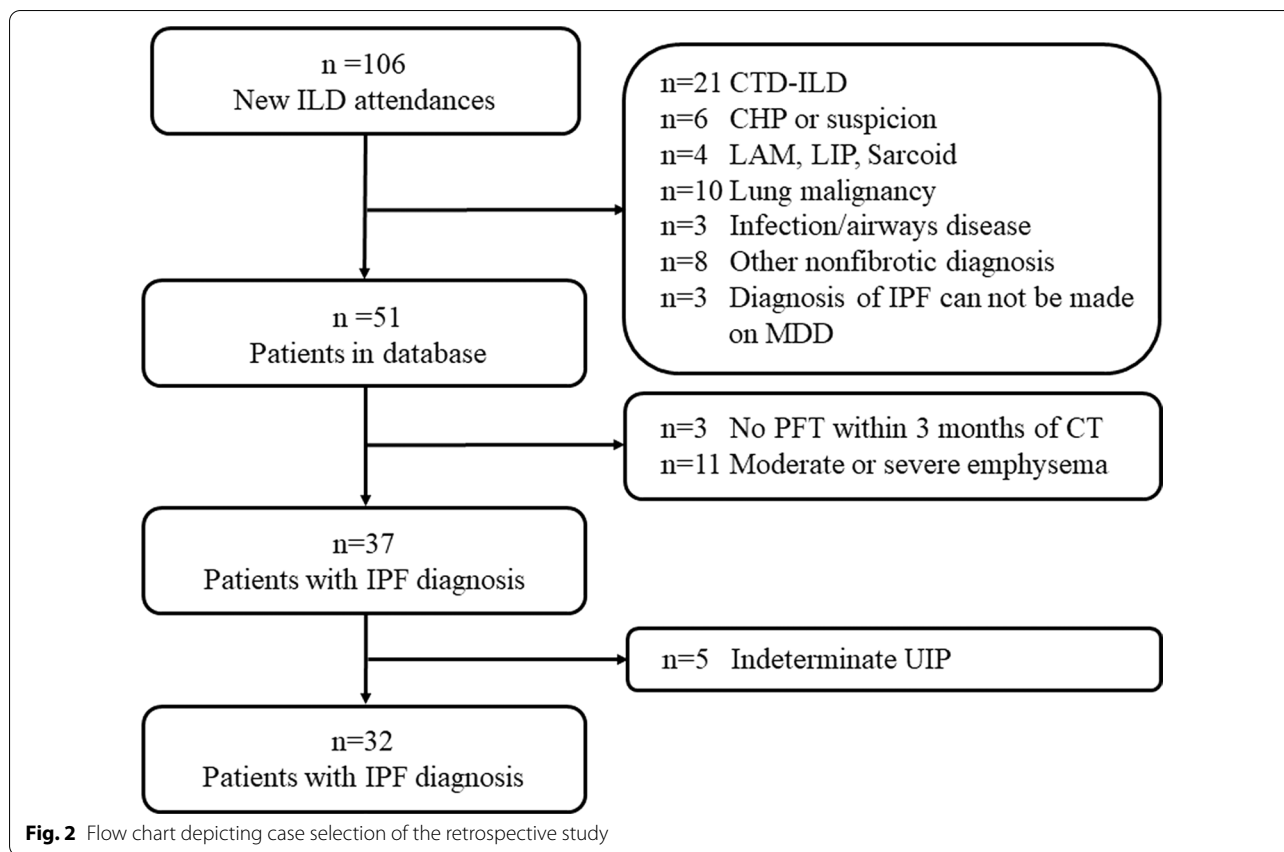 n =106
New ILD attendances
n=21 CTD-ILD
n=6 CHP or suspicion
n=4 LAM, LIP, Sarcoid
n=10 Lung malignancy
n=3 Infection/airways disease
n=8 Other nonfibrotic diagnosis
n=3 Diagnosis of IPF can not be made
on MDD
n =51
Patients in database
n=3 No PFT within 3 months of CT
n=11 Moderate or severe emphysema
n=37
Patients with IPF diagnosis
n=5 Indeterminate UIP
n=32
Patients with IPF diagnosis
Fig. 2 Flow chart depicting case selection of the retrospective study